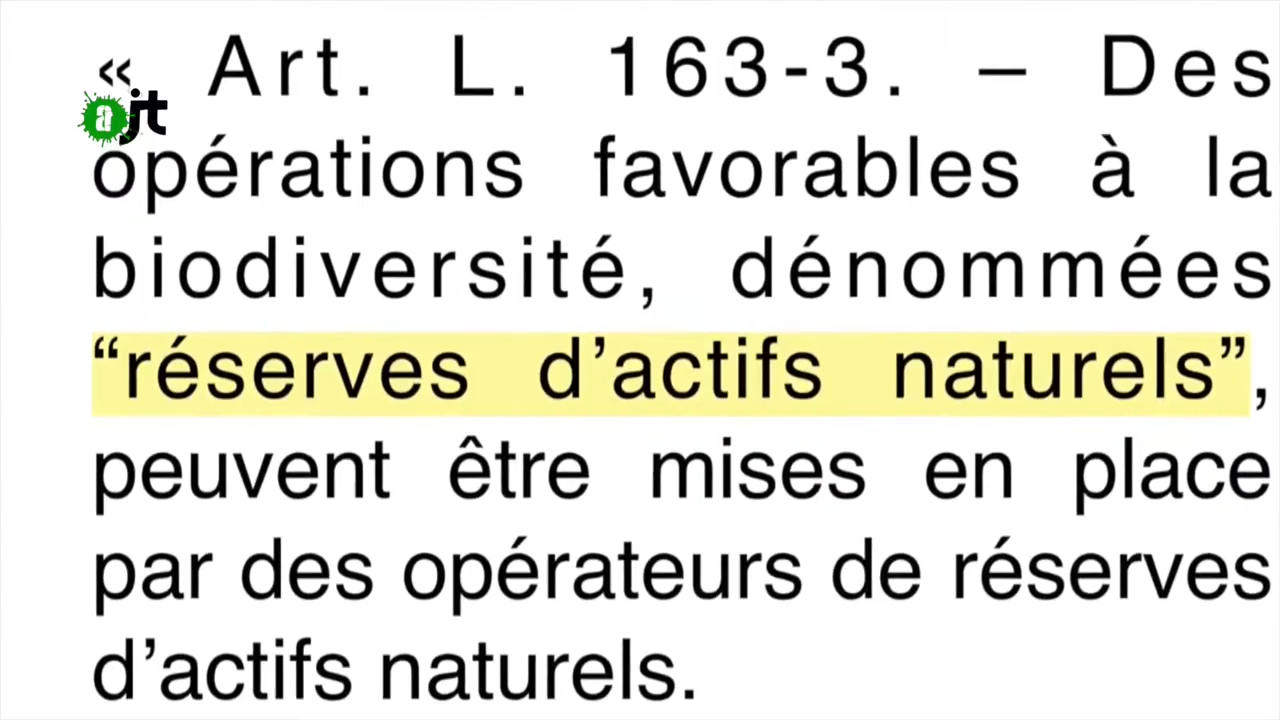 « Art. L. 163-3. – Des
ajt
opérations favorables à la
biodiversité, dénommées
“réserves d’actifs naturels”,
peuvent être mises en place
par des opérateurs de réserves
d’actifs naturels.